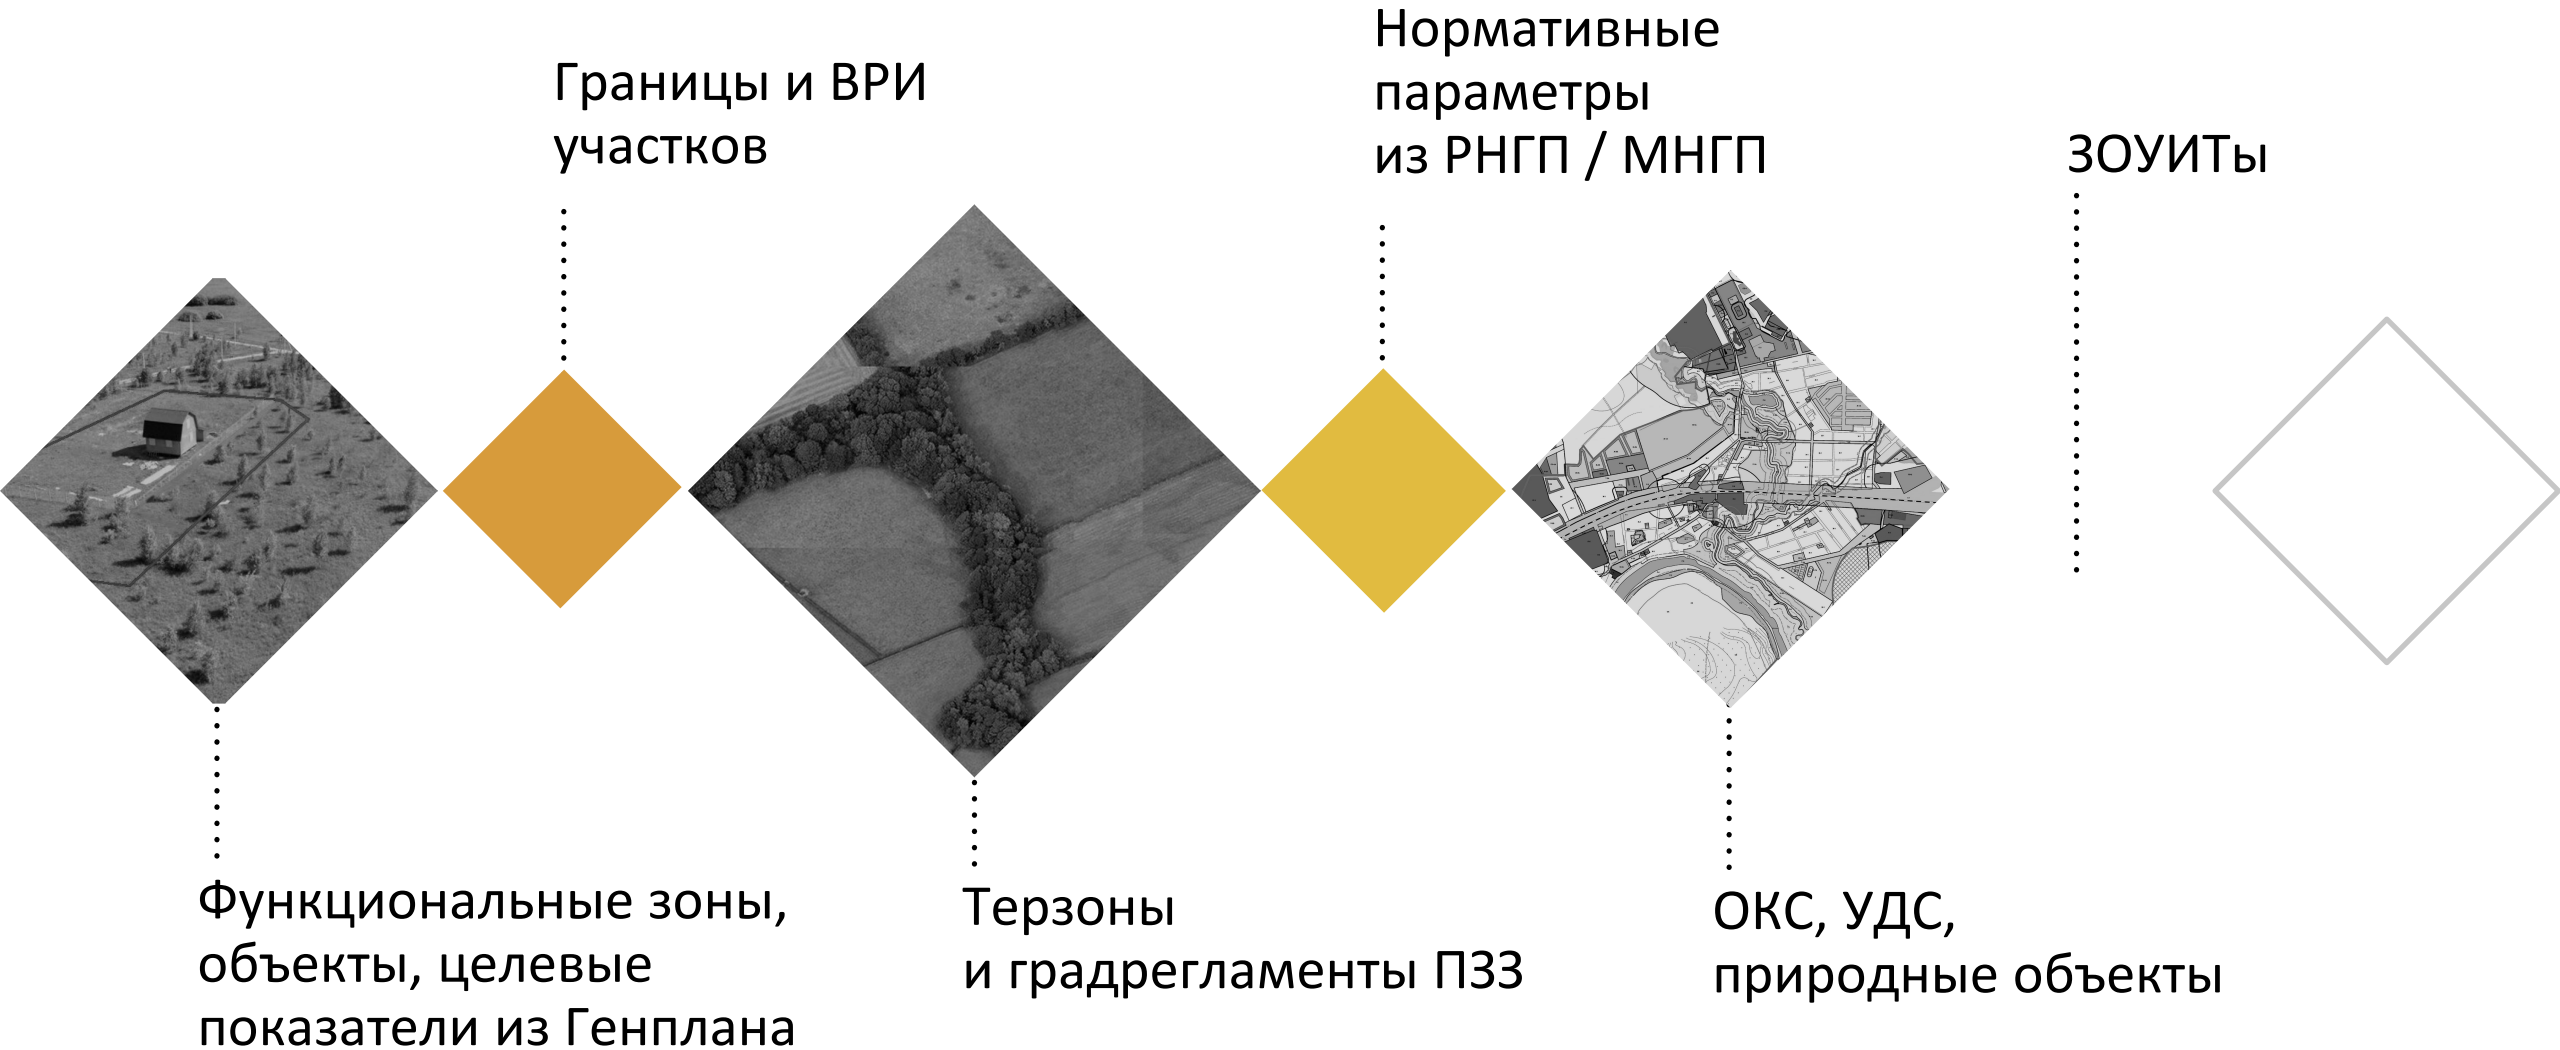 Границы и ВРИ
участков
Нормативные
параметры
из РНГП / МНГП
ЗОУИТы
Функциональные зоны,
объекты, целевые
показатели из Генплана
Терзоны
и градрегламенты ПЗЗ
ОКС, УДС,
природные объекты